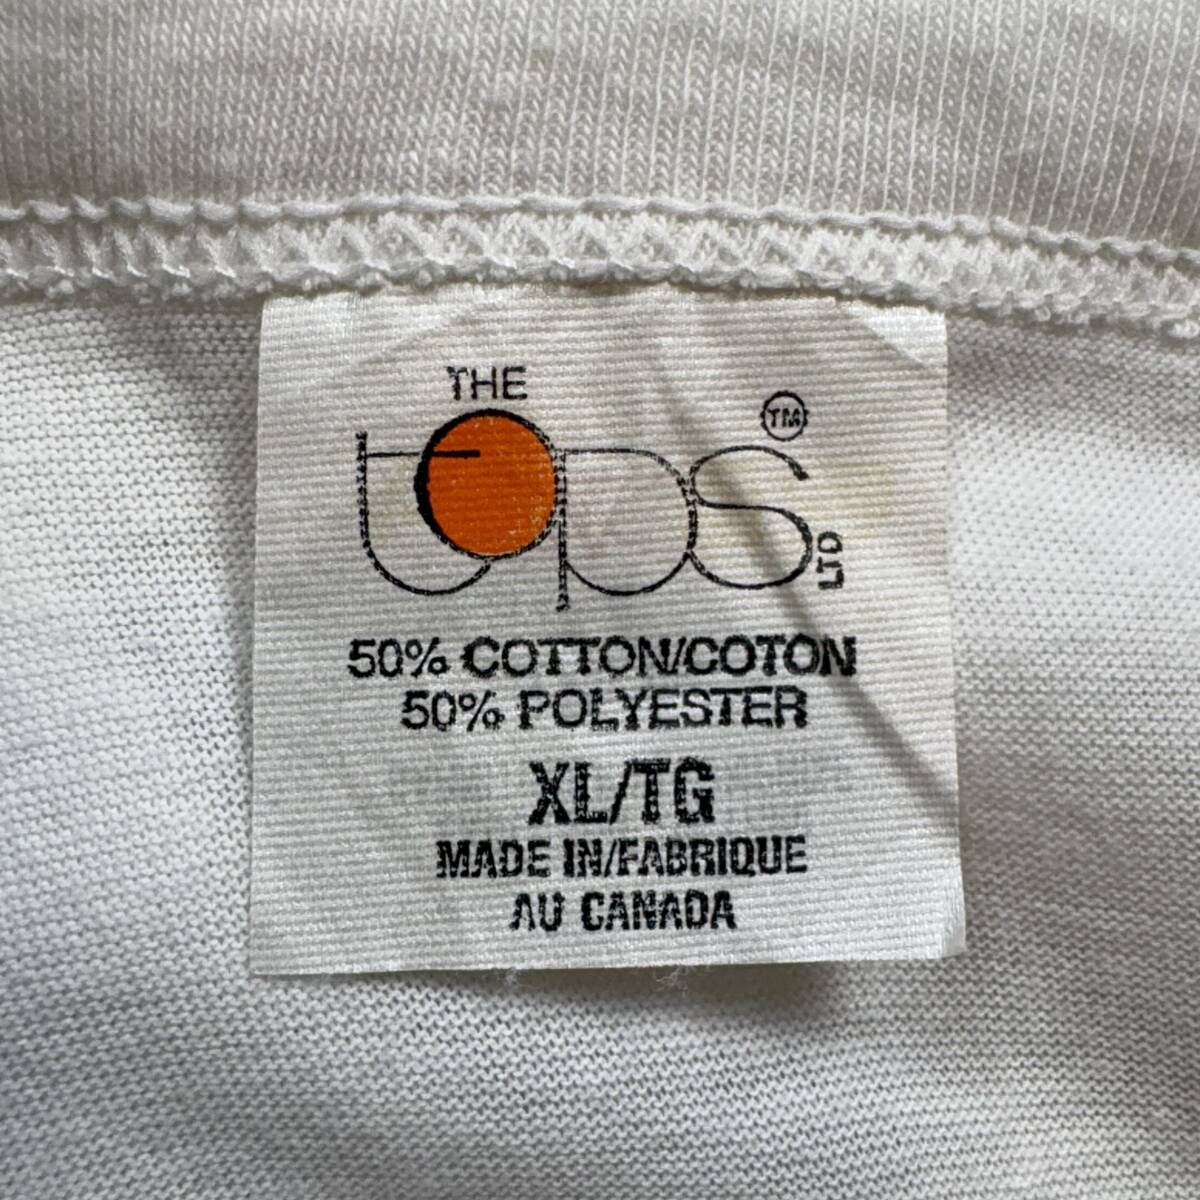 THE
tops TM
LTD
50% COTTON/COTON
50% POLYESTER
XL/TG
MADE IN/FABRIQUE
AU CANADA